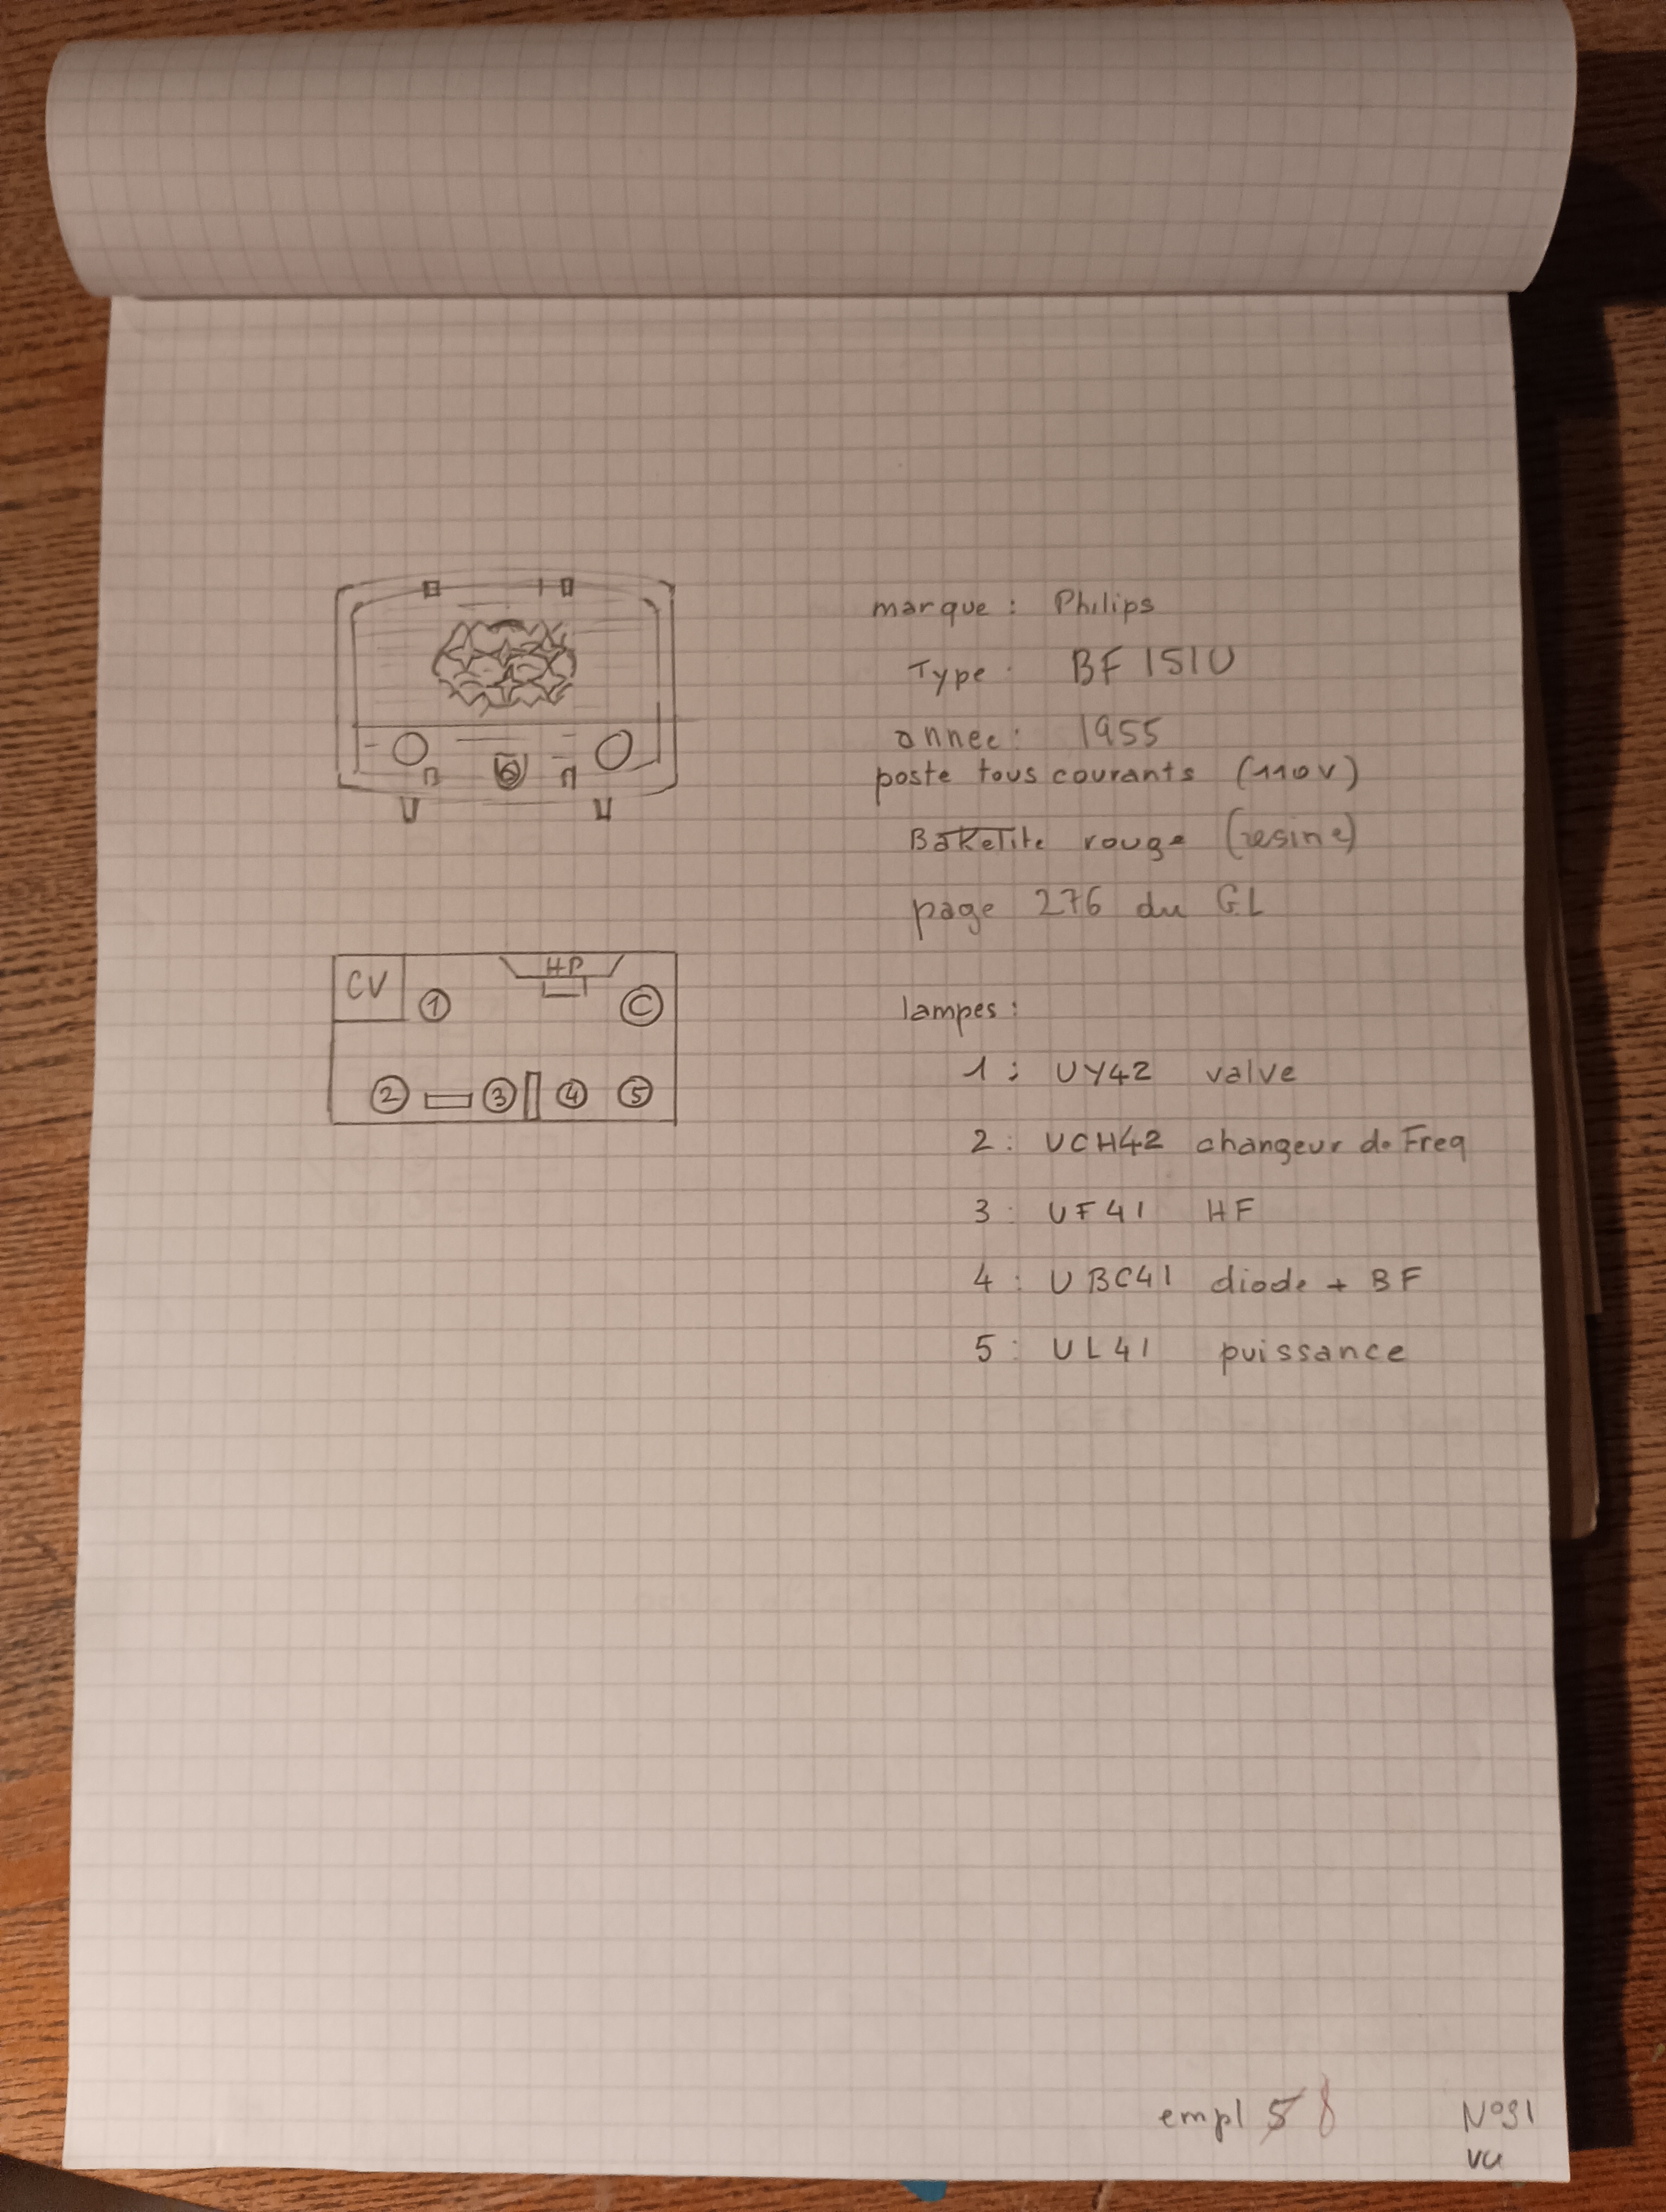 marque : Philips
Type : BF 151U
annee : 1955
poste tous courants (110v)
Bakelite rouge (resine)
page 276 du GL
CV
HP
1
C
2
3
4
5
lampes :
1 : UY42 valve
2 : UCH42 changeur de Freq
3 : UF41 HF
4 : UBC41 diode + BF
5 : UL41 puissance
empl 5 8
N°91
vu